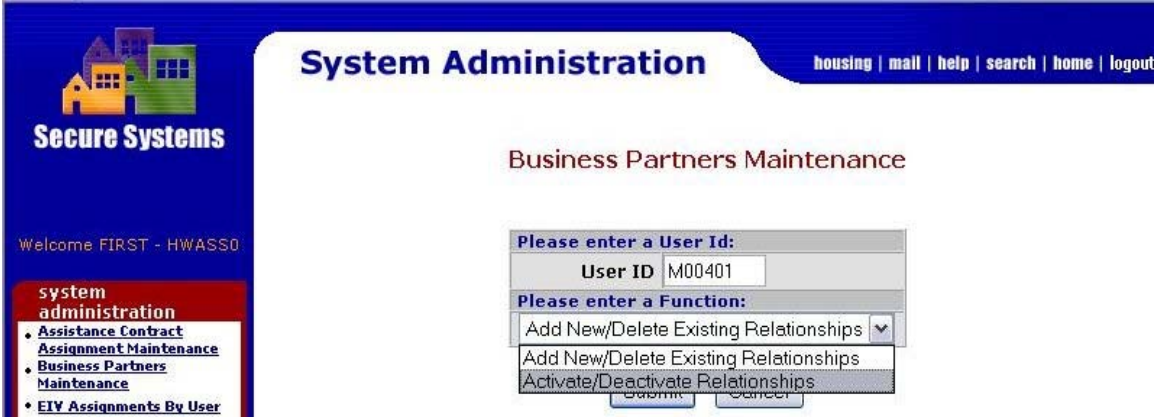 System Administration
housing | mail | help | search | home | logout
Secure Systems
Business Partners Maintenance
Welcome FIRST - HWASS0
Please enter a User Id:
User ID M00401
Please enter a Function:
Add New/Delete Existing Relationships
Add New/Delete Existing Relationships
Activate/Deactivate Relationships
Submit Cancel
system
administration
• Assistance Contract
Assignment Maintenance
• Business Partners
Maintenance
• EIV Assignments By User